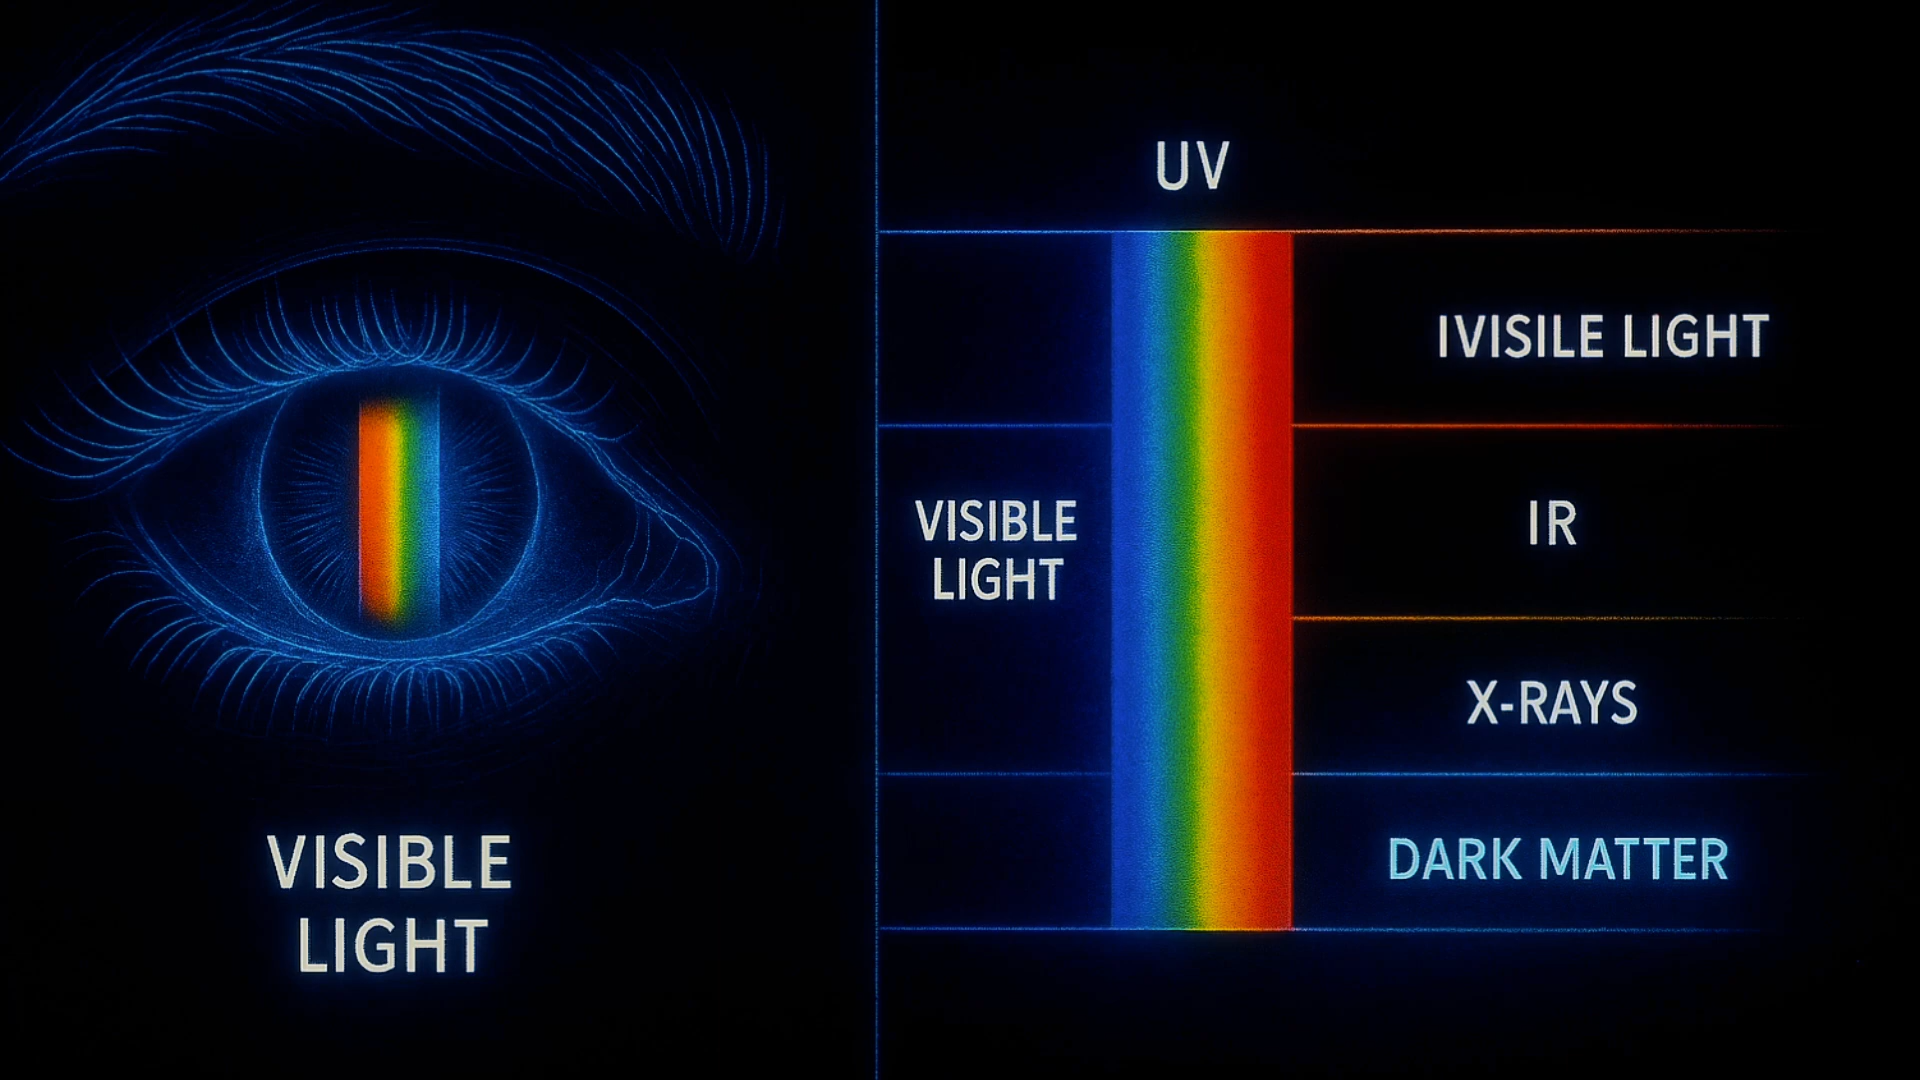 VISIBLE
LIGHT
UV
IVISILE LIGHT
VISIBLE
LIGHT
IR
X-RAYS
DARK MATTER